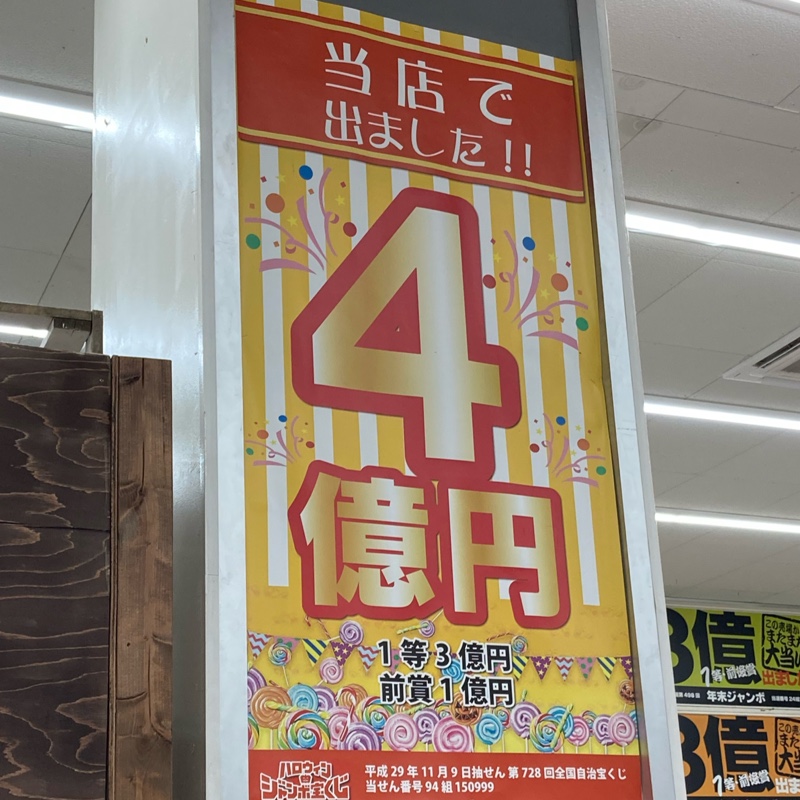 当店で
出ました!!
4
億円
1等3億円
前賞1億円
ハロウィン
ジャンボ宝くじ
平成29年11月9日抽せん 第728回全国自治宝くじ
当せん番号94組150999
3億
1等・前後賞
年末ジャンボ
3億
1等・前後賞